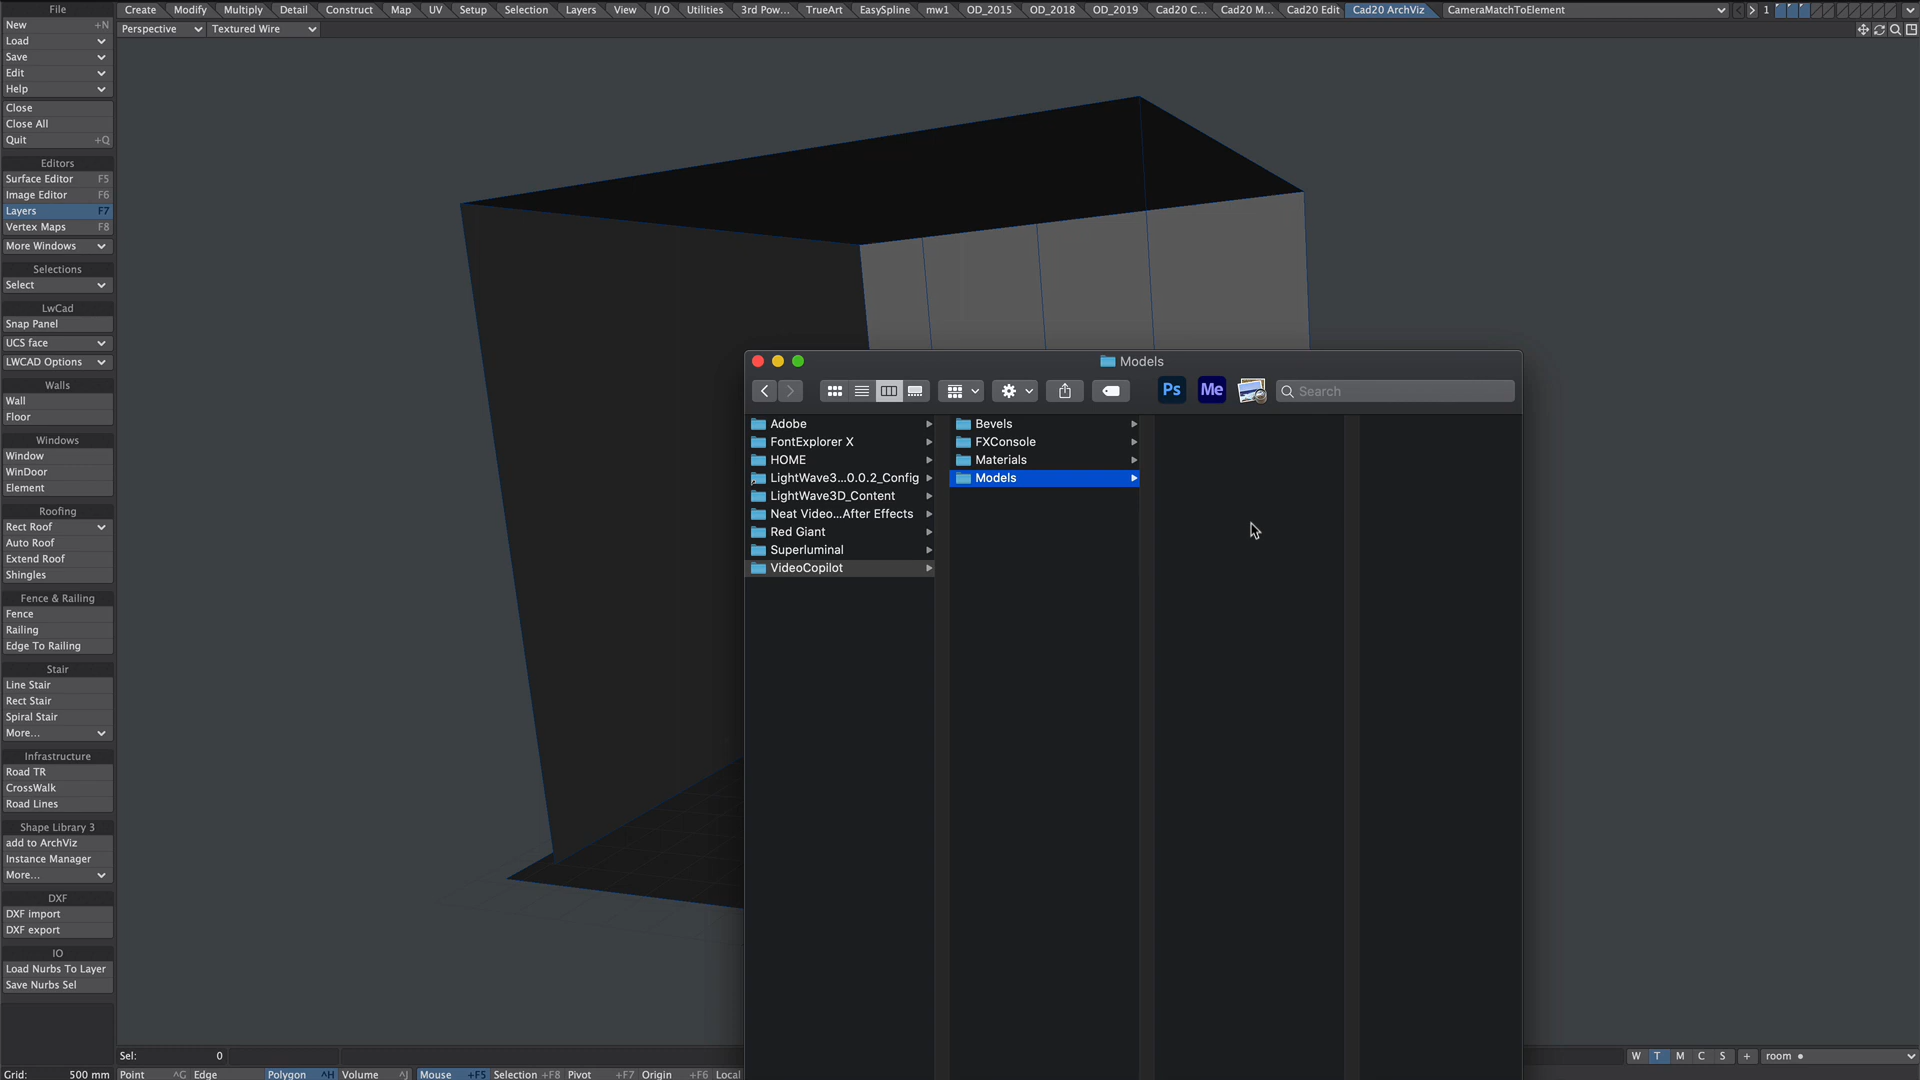 File Create Modify Multiply Detail Construct Map UV Setup Selection Layers View I/O Utilities 3rd Pow... TrueArt EasySpline mw1 OD_2015 OD_2018 OD_2019 Cad20 C... Cad20 M... Cad20 Edit Cad20 ArchViz CameraMatchToElement 1
New +N Perspective Textured Wire
Load
Save
Edit
Help
Close
Close All
Quit +Q
Editors
Surface Editor F5
Image Editor F6
Layers F7
Vertex Maps F8
More Windows
Selections
Select
LwCad
Snap Panel
UCS face
LWCAD Options
Walls
Wall
Floor
Windows
Window
WinDoor
Element
Roofing
Rect Roof
Auto Roof
Extend Roof
Shingles
Fence & Railing
Fence
Railing
Edge To Railing
Stair
Line Stair
Rect Stair
Spiral Stair
More...
Infrastructure
Road TR
CrossWalk
Road Lines
Shape Library 3
add to ArchViz
Instance Manager
More...
DXF
DXF import
DXF export
IO
Load Nurbs To Layer
Save Nurbs Sel
Models
Ps Me Search
Adobe
FontExplorer X
HOME
LightWave3...0.0.2_Config
LightWave3D_Content
Neat Video...After Effects
Red Giant
Superluminal
VideoCopilot
Bevels
FXConsole
Materials
Models
Sel: 0 W T M C S + room
Grid: 500 mm Point ^G Edge Polygon ^H Volume ^J Mouse +F5 Selection +F8 Pivot +F7 Origin +F6 Local